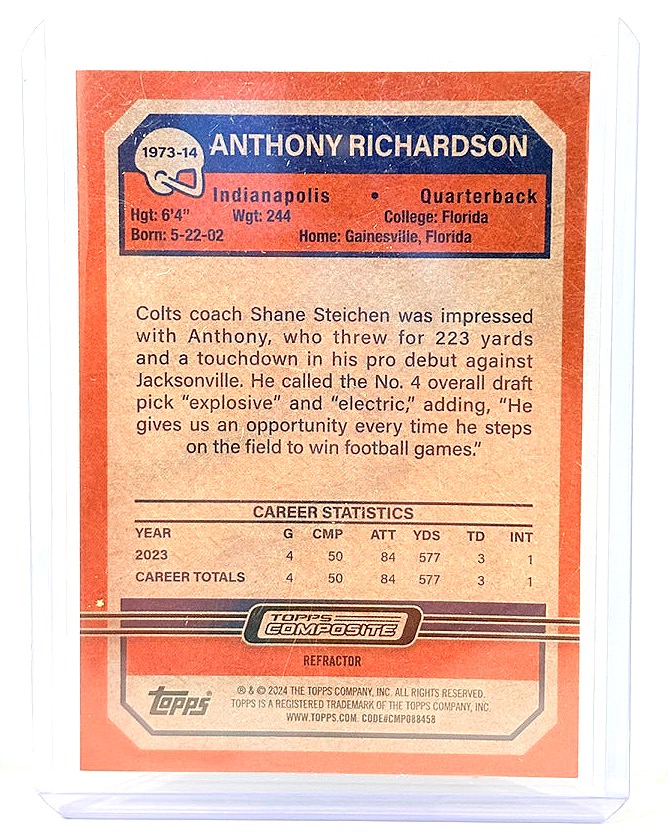 1973-14
ANTHONY RICHARDSON
Indianapolis • Quarterback
Hgt: 6'4" Wgt: 244 College: Florida
Born: 5-22-02 Home: Gainesville, Florida
Colts coach Shane Steichen was impressed
with Anthony, who threw for 223 yards
and a touchdown in his pro debut against
Jacksonville. He called the No. 4 overall draft
pick “explosive” and “electric,” adding, “He
gives us an opportunity every time he steps
on the field to win football games.”
CAREER STATISTICS
YEAR G CMP ATT YDS TD INT
2023 4 50 84 577 3 1
CAREER TOTALS 4 50 84 577 3 1
TOPPS
COMPOSITE
REFRACTOR
topps
® & © 2024 THE TOPPS COMPANY, INC. ALL RIGHTS RESERVED.
TOPPS IS A REGISTERED TRADEMARK OF THE TOPPS COMPANY, INC.
WWW.TOPPS.COM. CODE#CMP088458